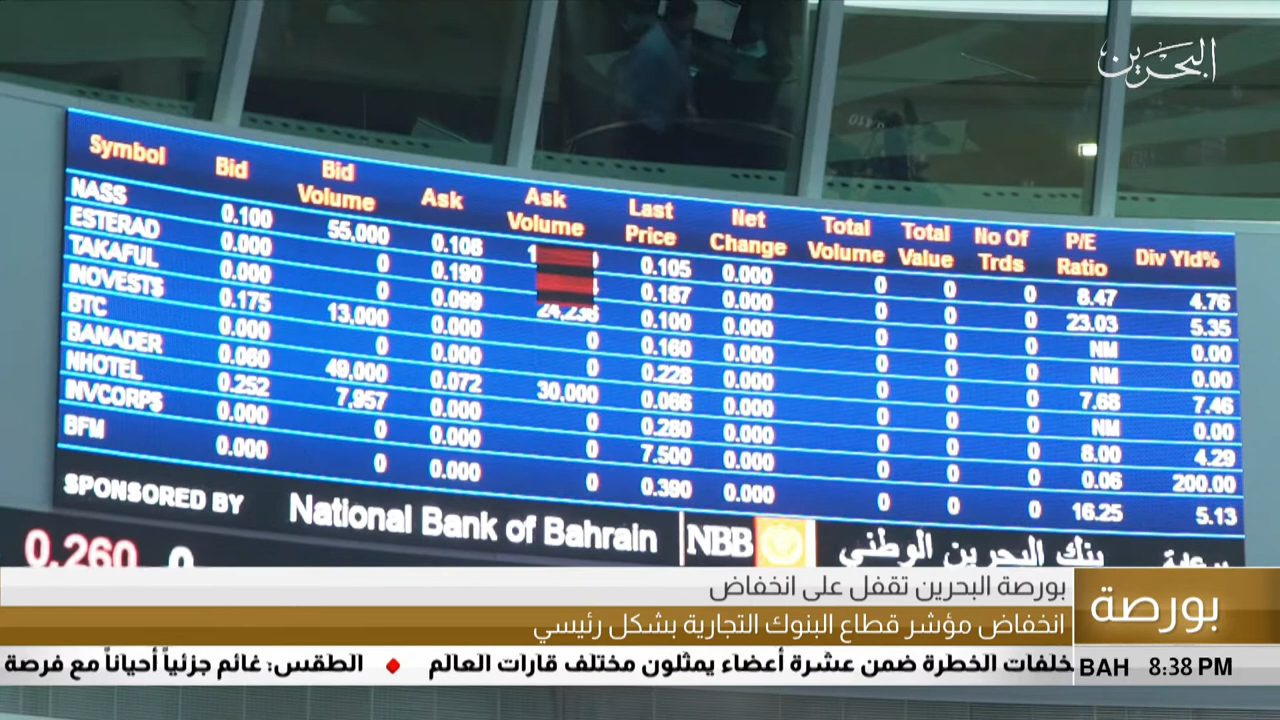 البحرين
Symbol Bid Bid Volume Ask Ask Volume Last Price Net Change Total Volume Total Value No Of Trds P/E Ratio Div Yld%
NASS 0.100 55,000 0.106 0.105 0.000 0 0 0 8.47 4.76
ESTERAD 0.000 0 0.190 0.187 0.000 0 0 0 23.03 5.35
TAKAFUL 0.000 0 0.099 0.100 0.000 0 0 0 NM 0.00
INOVEST$ 0.175 13,000 0.000 0 0.160 0.000 0 0 0 NM 0.00
BTC 0.000 0 0.000 0 0.228 0.000 0 0 0 7.68 7.46
BANADER 0.060 49,000 0.072 30,000 0.066 0.000 0 0 0 NM 0.00
NHOTEL 0.252 7,957 0.000 0 0.280 0.000 0 0 0 8.00 4.29
INVCORP$ 0.000 0 0.000 0 7.500 0.000 0 0 0 0.06 200.00
BFM 0.000 0 0.000 0 0.390 0.000 0 0 0 16.25 5.13
SPONSORED BY National Bank of Bahrain NBB بنك البحرين الوطني
0.260 0
بورصة
بورصة البحرين تقفل على انخفاض
انخفاض مؤشر قطاع البنوك التجارية بشكل رئيسي
BAH 8:38 PM
خلفات الخطرة ضمن عشرة أعضاء يمثلون مختلف قارات العالم ♦ الطقس: غائم جزئياً أحياناً مع فرصة